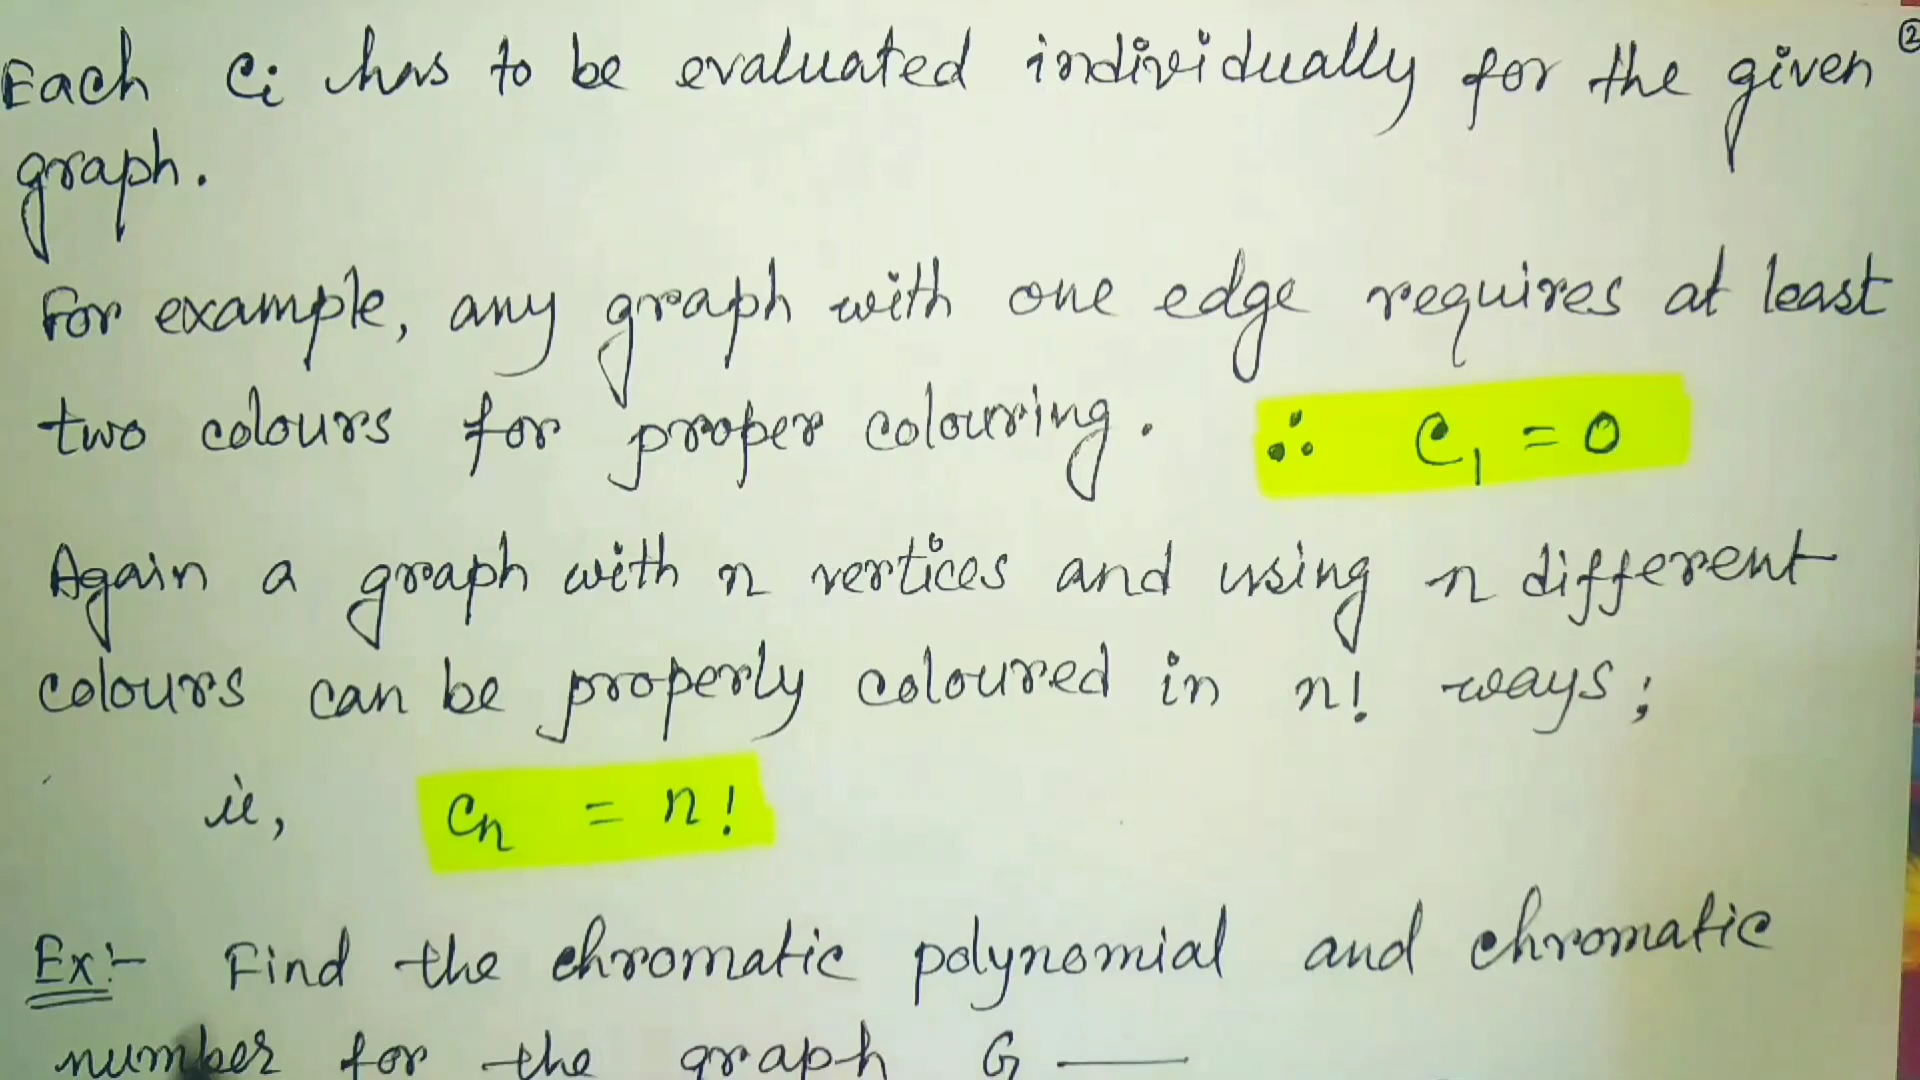 ②
Each Ci has to be evaluated individually for the given
graph.
For example, any graph with one edge requires at least
two colours for proper colouring. ∴ C₁ = 0
Again a graph with n vertices and using n different
colours can be properly coloured in n! ways;
ie, Cn = n!
Ex:- Find the chromatic polynomial and chromatic
number for the graph G —